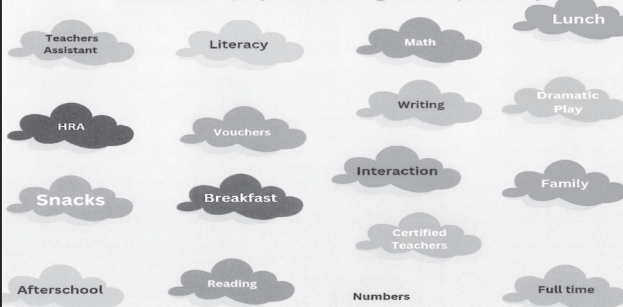 Teachers
Assistant
Literacy
Math
Lunch
HRA
Vouchers
Writing
Dramatic
Play
Snacks
Breakfast
Interaction
Family
Certified
Teachers
Afterschool
Reading
Numbers
Full time